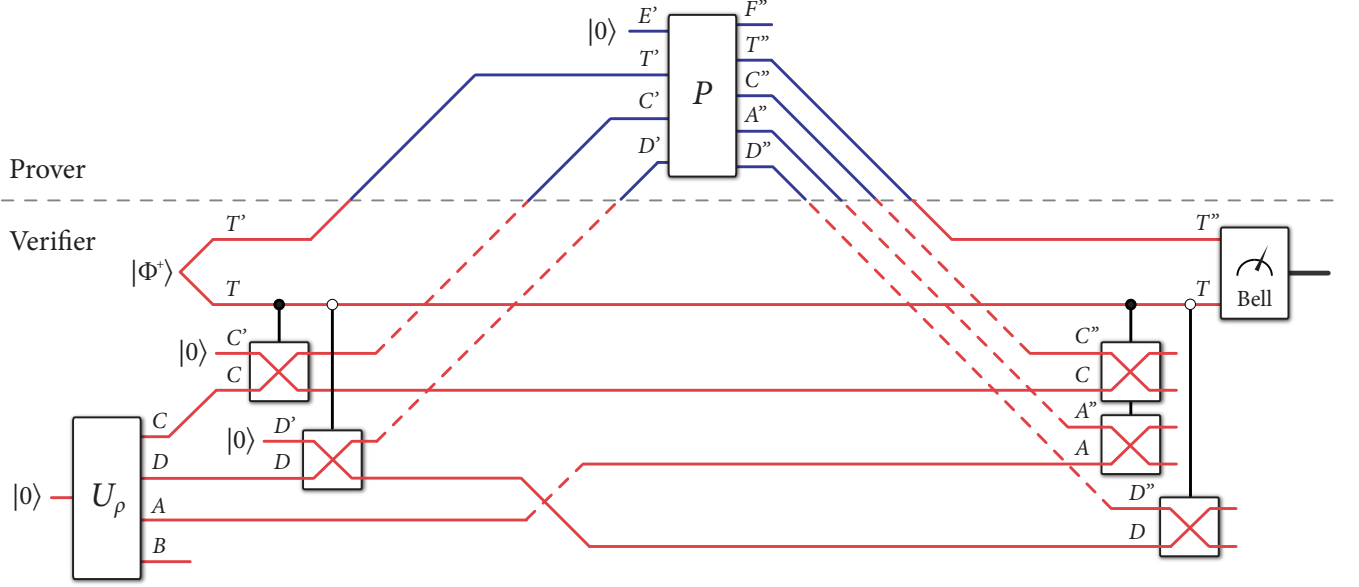 |0⟩ E' F”
T' T”
C' P C”
A”
D' D”
Prover
Verifier
T' T”
|Φ⁺⟩
T T
Bell
|0⟩ C' C”
C C
|0⟩ D' A”
C
D D A
|0⟩ U_ρ
A D”
D
B